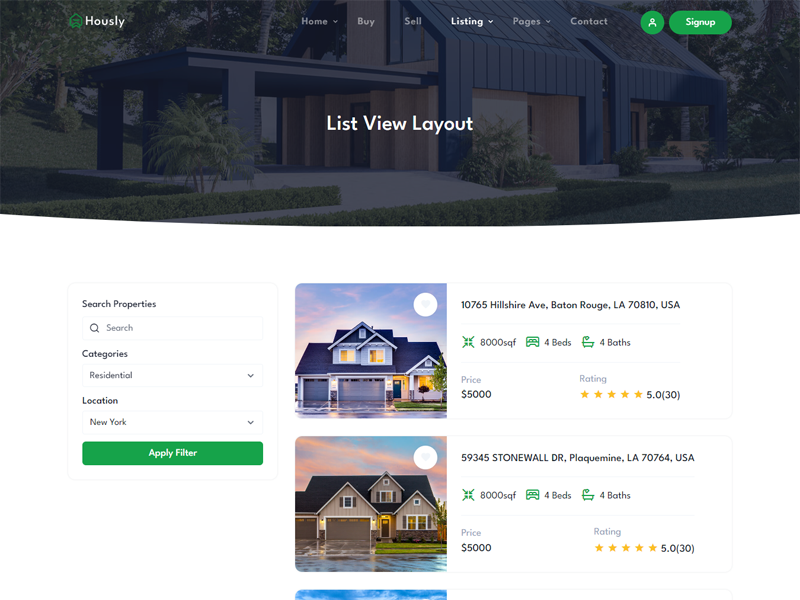 Hously
Home Buy Sell Listing Pages Contact Signup
List View Layout
Search Properties
Search
Categories
Residential
Location
New York
Apply Filter
10765 Hillshire Ave, Baton Rouge, LA 70810, USA
8000sqf 4 Beds 4 Baths
Price Rating
$5000 5.0(30)
59345 STONEWALL DR, Plaquemine, LA 70764, USA
8000sqf 4 Beds 4 Baths
Price Rating
$5000 5.0(30)